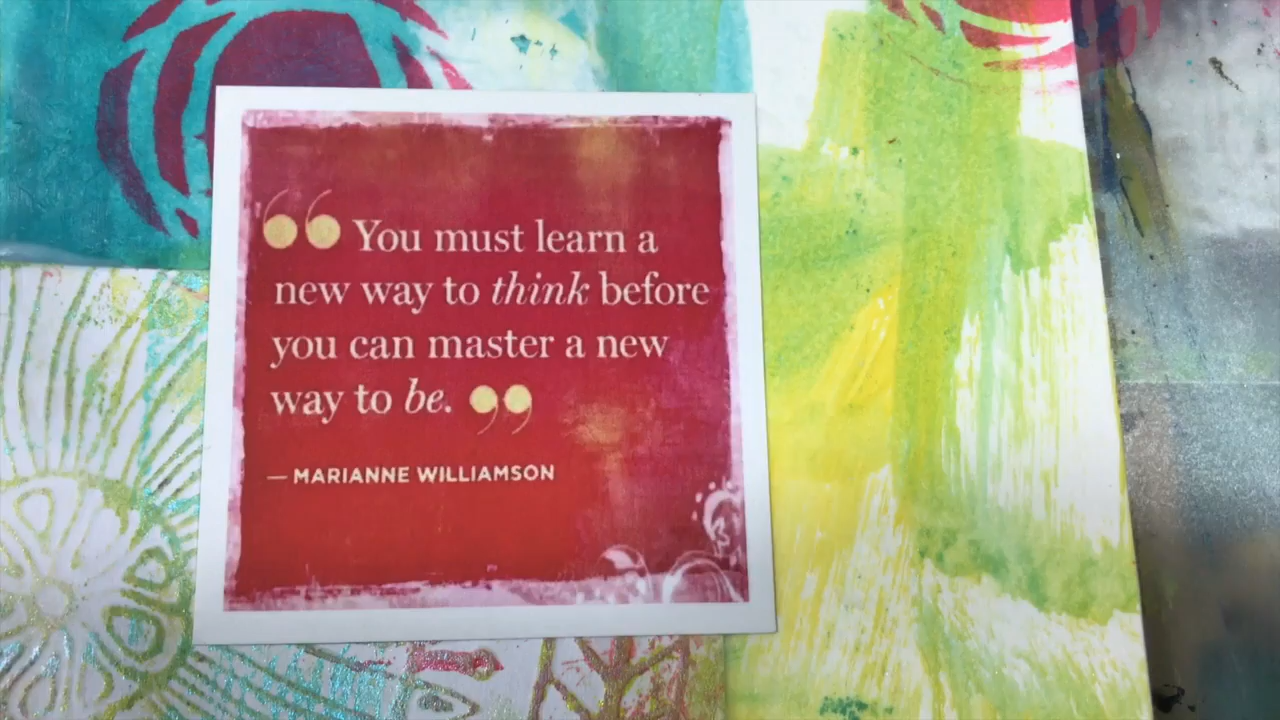 “ You must learn a
new way to think before
you can master a new
way to be. ”
— MARIANNE WILLIAMSON